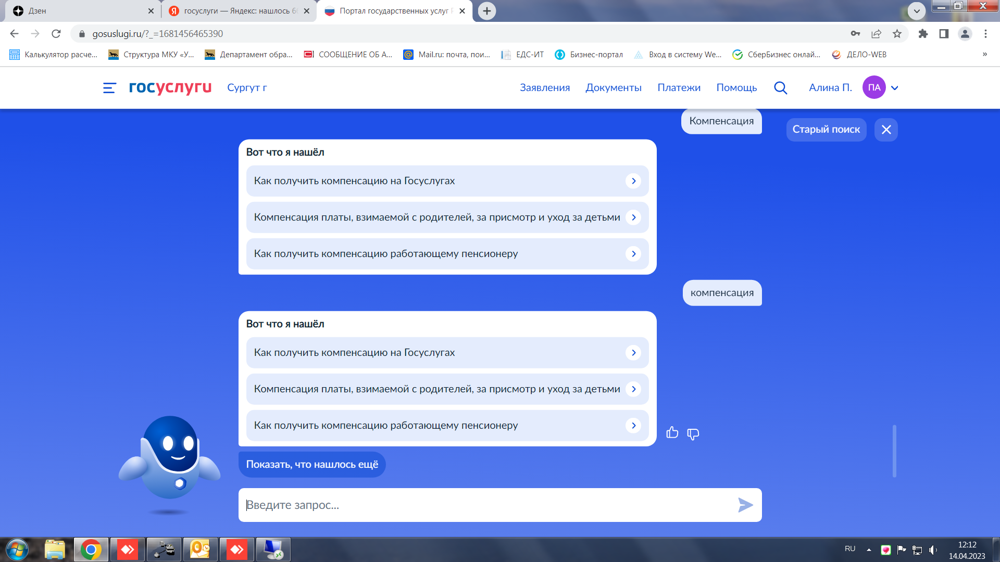 Дзен
госуслуги — Яндекс: нашлось
Портал государственных услуг
gosuslugi.ru/?_=1681456465390
Калькулятор расче...
Структура МКУ «У...
Департамент обра...
СООБЩЕНИЕ ОБ А...
Mail.ru: почта, пои...
ЕДС-ИТ
Бизнес-портал
Вход в систему We...
СберБизнес онлай...
ДЕЛО-WEB
»
госуслуги
Сургут г
Заявления
Документы
Платежи
Помощь
Алина П.
ПА
Компенсация
Старый поиск
Вот что я нашёл
Как получить компенсацию на Госуслугах
Компенсация платы, взимаемой с родителей, за присмотр и уход за детьми
Как получить компенсацию работающему пенсионеру
компенсация
Вот что я нашёл
Как получить компенсацию на Госуслугах
Компенсация платы, взимаемой с родителей, за присмотр и уход за детьми
Как получить компенсацию работающему пенсионеру
Показать, что нашлось ещё
Введите запрос...
RU
12:12
14.04.2023